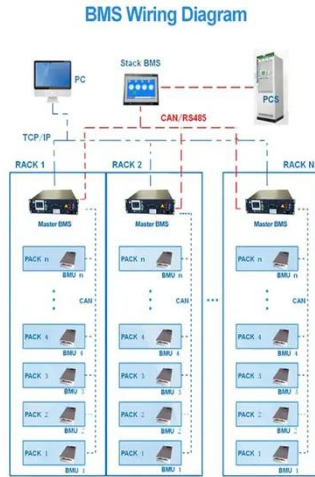 BMS Wiring Diagram
PC
Stack BMS
PCS
CAN/RS485
TCP/IP
RACK 1
RACK 2
RACK N
Master BMS
Master BMS
Master BMS
PACK n
BMU n
PACK n
BMU n
PACK n
BMU n
CAN
CAN
CAN
PACK 4
BMU 4
PACK 4
BMU 4
PACK 4
BMU 4
PACK 3
BMU 3
PACK 3
BMU 3
PACK 3
BMU 3
PACK 2
BMU 2
PACK 2
BMU 2
PACK 2
BMU 2
PACK 1
BMU 1
PACK 1
BMU 1
PACK 1
BMU 1